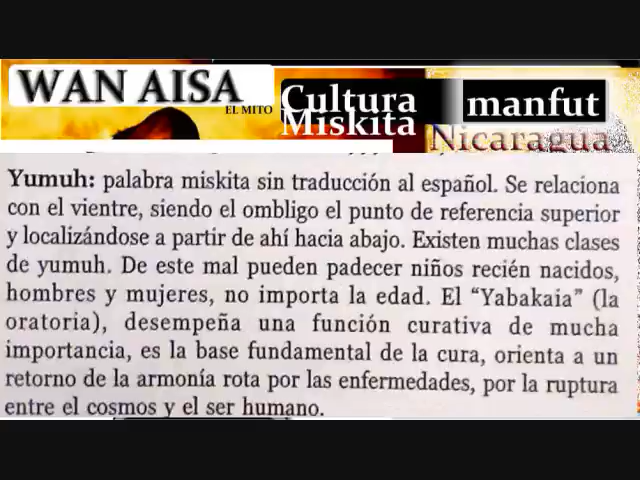 WAN AISA
EL MITO
Cultura
Miskita
manfut
Nicaragua
Yumuh: palabra miskita sin traducción al español. Se relaciona
con el vientre, siendo el ombligo el punto de referencia superior
y localizándose a partir de ahí hacia abajo. Existen muchas clases
de yumuh. De este mal pueden padecer niños recién nacidos,
hombres y mujeres, no importa la edad. El “Yabakaia” (la
oratoria), desempeña una función curativa de mucha
importancia, es la base fundamental de la cura, orienta a un
retorno de la armonía rota por las enfermedades, por la ruptura
entre el cosmos y el ser humano.